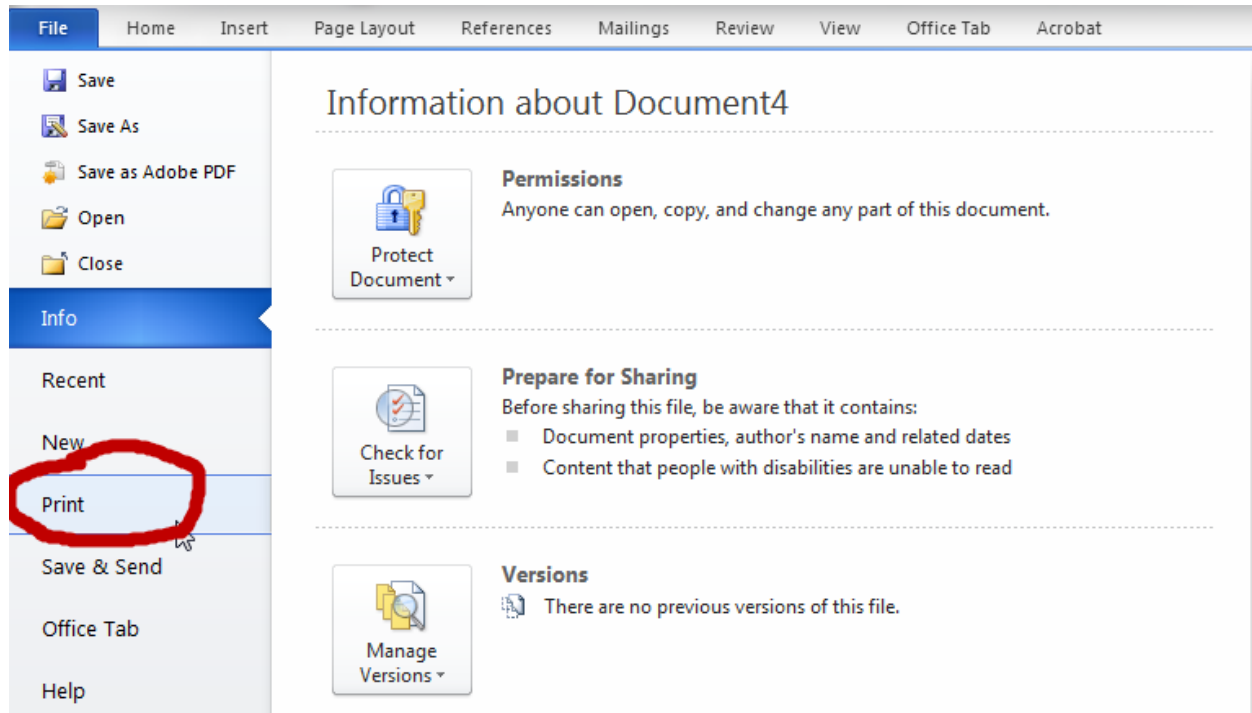 File Home Insert Page Layout References Mailings Review View Office Tab Acrobat
Save
Save As
Save as Adobe PDF
Open
Close
Info
Recent
New
Print
Save & Send
Office Tab
Help
Information about Document4
Protect
Document
Permissions
Anyone can open, copy, and change any part of this document.
Check for
Issues
Prepare for Sharing
Before sharing this file, be aware that it contains:
Document properties, author's name and related dates
Content that people with disabilities are unable to read
Manage
Versions
Versions
There are no previous versions of this file.